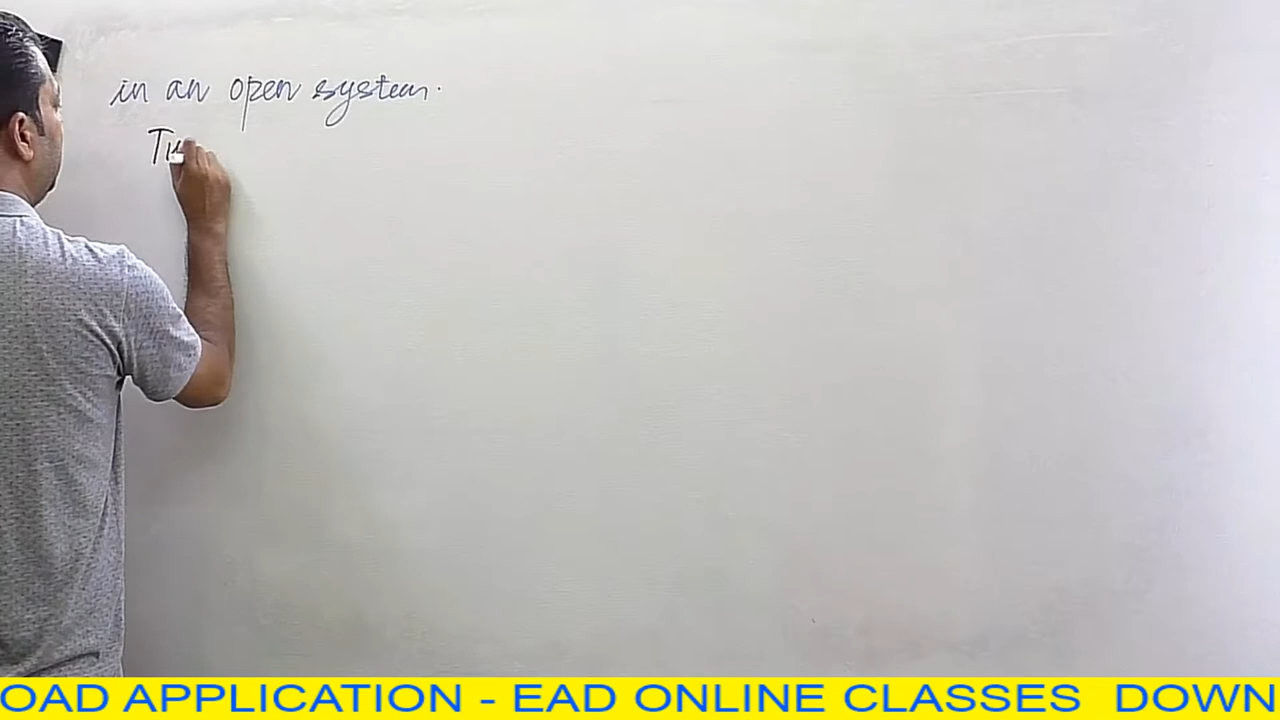 in an open system.
OAD APPLICATION - EAD ONLINE CLASSES DOWN